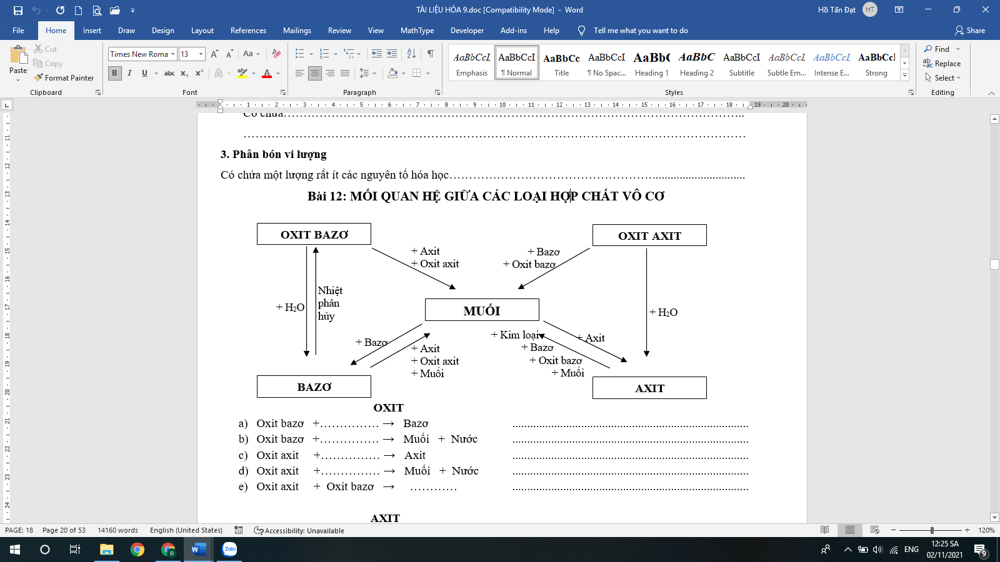 TÀI LIỆU HÓA 9.doc [Compatibility Mode] - Word
Hồ Tấn Đạt
HT
File Home Insert Draw Design Layout References Mailings Review View MathType Developer Add-ins Help Tell me what you want to do Share
Paste
Cut
Copy
Format Painter
Clipboard
Times New Roma 13
B I U abc x₂ x² A A
Font
Paragraph
AaBbCcI AaBbCcI AaBbCc AaBbCcI AaBbC AaBbC AaBbCcI AaBbCcL AaBbCcL AaBbCcI
Emphasis ¶ Normal Title ¶ No Spac... Heading 1 Heading 2 Subtitle Subtle Em... Intense E... Strong
Styles
Find
Replace
Select
Editing
1 2 3 4 5 6 7 8 9 10 11 12 13 14 15 16 17 18 19 20
Có chứa……………………………………………………………………………………………………..
………………………………………………………………………………………………………………
3. Phân bón vi lượng
Có chứa một lượng rất ít các nguyên tố hóa học……………………………………………...............................
Bài 12: MỐI QUAN HỆ GIỮA CÁC LOẠI HỢP CHẤT VÔ CƠ
OXIT BAZƠ
OXIT AXIT
+ Axit
+ Oxit axit
+ Bazơ
+ Oxit bazơ
+ H₂O
Nhiệt
phân
hủy
MUỐI
+ H₂O
+ Bazơ
+ Axit
+ Oxit axit
+ Muối
+ Kim loại
+ Bazơ
+ Oxit bazơ
+ Muối
+ Axit
BAZƠ
AXIT
OXIT
a) Oxit bazơ +…………… → Bazơ ...............................................................................
b) Oxit bazơ +…………… → Muối + Nước ...............................................................................
c) Oxit axit +…………… → Axit ...............................................................................
d) Oxit axit +…………… → Muối + Nước ...............................................................................
e) Oxit axit + Oxit bazơ → ………… ...............................................................................
AXIT
11
12
13
14
15
16
17
18
19
20
21
22
23
24
PAGE: 18 Page 20 of 53 14160 words English (United States) Accessibility: Unavailable 120%
Zalo
ENG
12:25 SA
02/11/2021
9